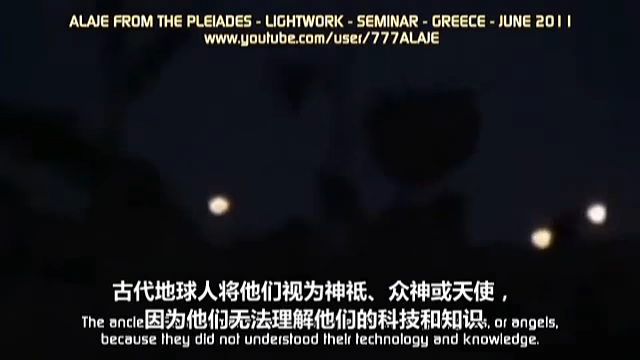 ALAJE FROM THE PLEIADES - LIGHTWORK - SEMINAR - GREECE - JUNE 2011
www.youtube.com/user/777ALAJE
古代地球人将他们视为神祇、众神或天使，
因为他们无法理解他们的科技和知识
The ancie or angels,
because they did not understood their technology and knowledge.